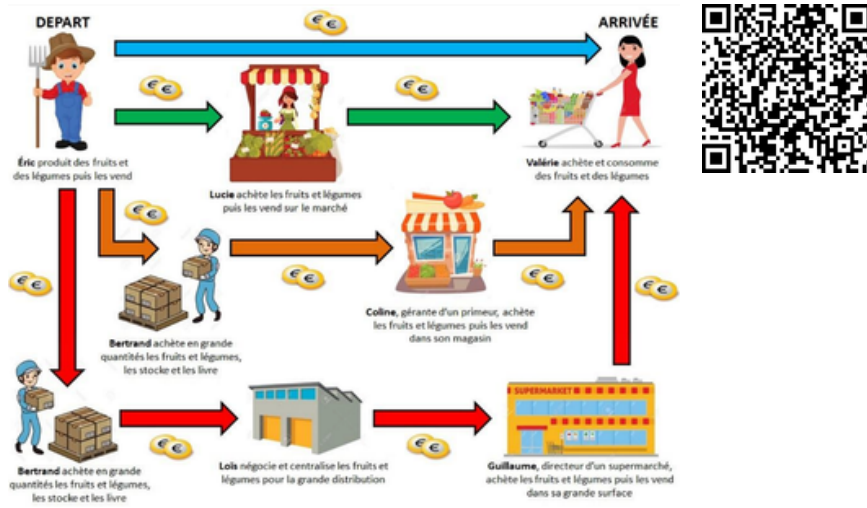 DEPART
ARRIVÉE
Éric produit des fruits et
des légumes puis les vend
Lucie achète les fruits et légumes
puis les vend sur le marché
Valérie achète et consomme
des fruits et des légumes
Bertrand achète en grande
quantités les fruits et légumes,
les stocke et les livre
Coline, gérante d'un primeur, achète
les fruits et légumes puis les vend
dans son magasin
Bertrand achète en grande
quantités les fruits et légumes,
les stocke et les livre
Loïs négocie et centralise les fruits et
légumes pour la grande distribution
SUPERMARKET
Guillaume, directeur d'un supermarché,
achète les fruits et légumes puis les vend
dans sa grande surface